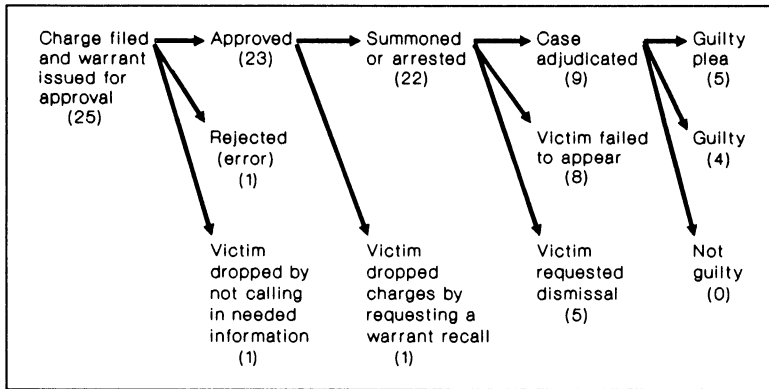 Charge filed
and warrant
issued for
approval
(25)
Approved
(23)
Rejected
(error)
(1)
Victim
dropped by
not calling
in needed
information
(1)
Summoned
or arrested
(22)
Victim
dropped
charges by
requesting a
warrant recall
(1)
Case
adjudicated
(9)
Victim failed
to appear
(8)
Victim
requested
dismissal
(5)
Guilty
plea
(5)
Guilty
(4)
Not
guilty
(0)